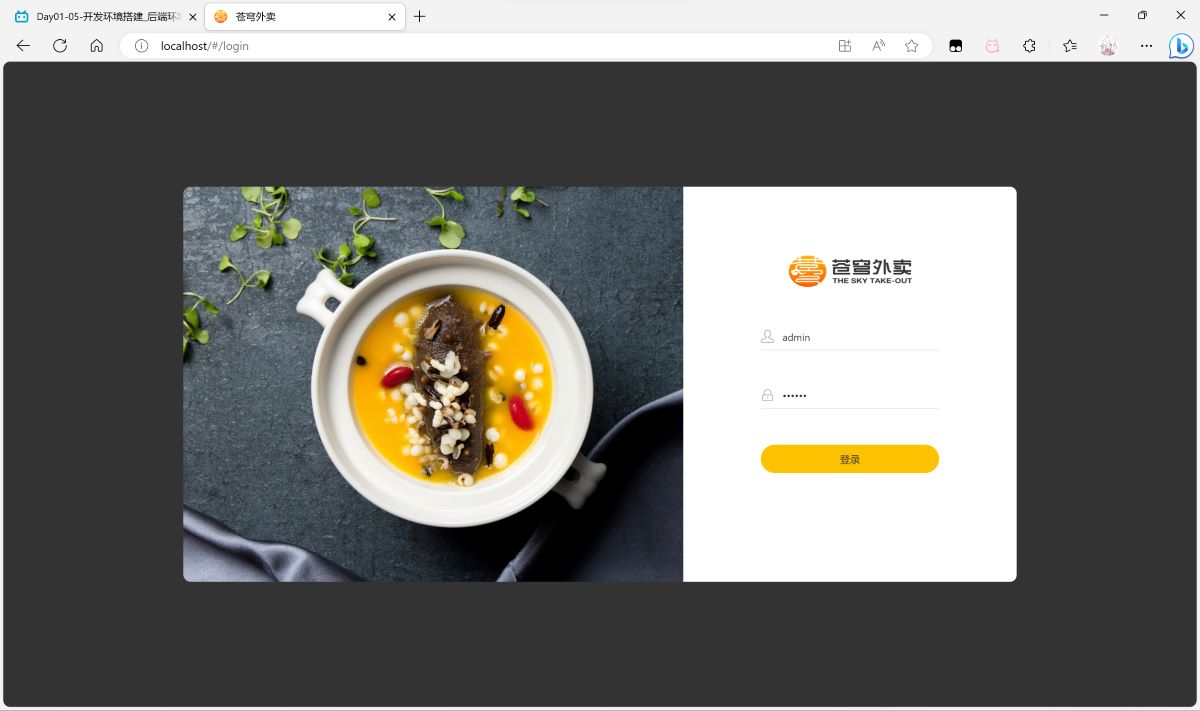 Day01-05-开发环境搭建_后端环境
苍穹外卖
localhost/#/login
苍穹外卖
THE SKY TAKE-OUT
admin
••••••
登录